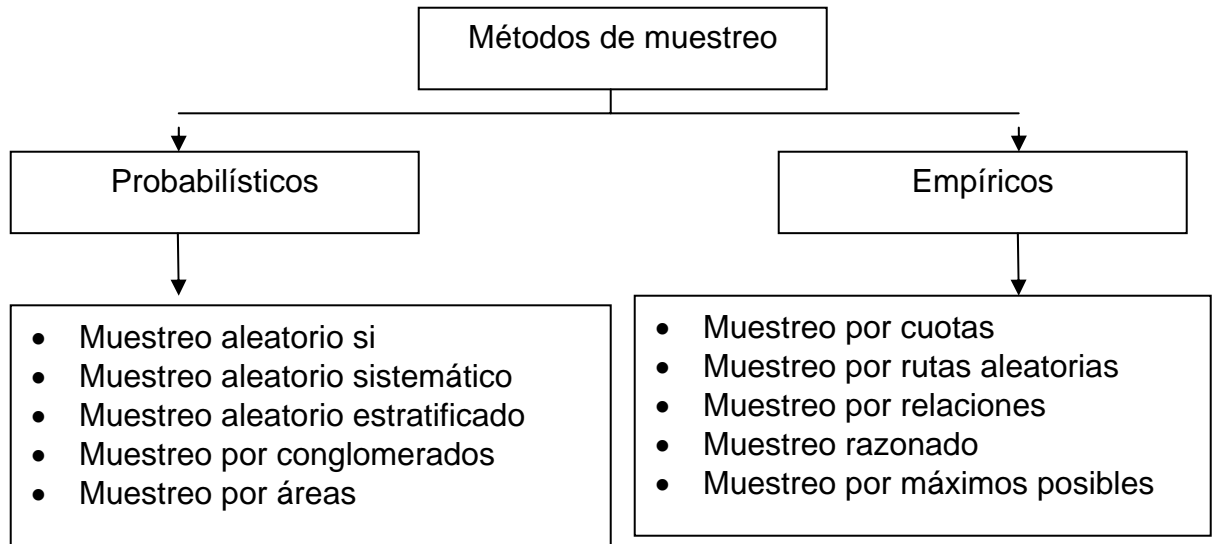 Métodos de muestreo
Probabilísticos
Empíricos
• Muestreo aleatorio si
• Muestreo aleatorio sistemático
• Muestreo aleatorio estratificado
• Muestreo por conglomerados
• Muestreo por áreas
• Muestreo por cuotas
• Muestreo por rutas aleatorias
• Muestreo por relaciones
• Muestreo razonado
• Muestreo por máximos posibles